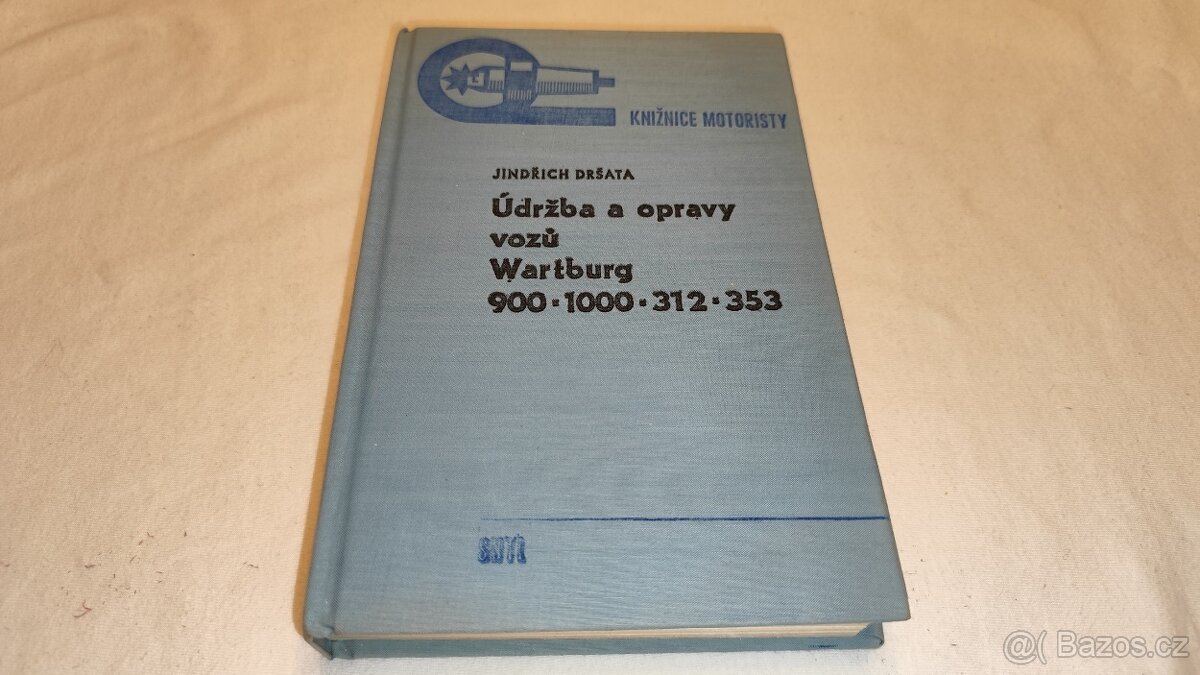 KNIŽNICE MOTORISTY
JINDŘICH DRŠATA
Údržba a opravy
vozů
Wartburg
900·1000·312·353
SNTL
@( Bazos.cz